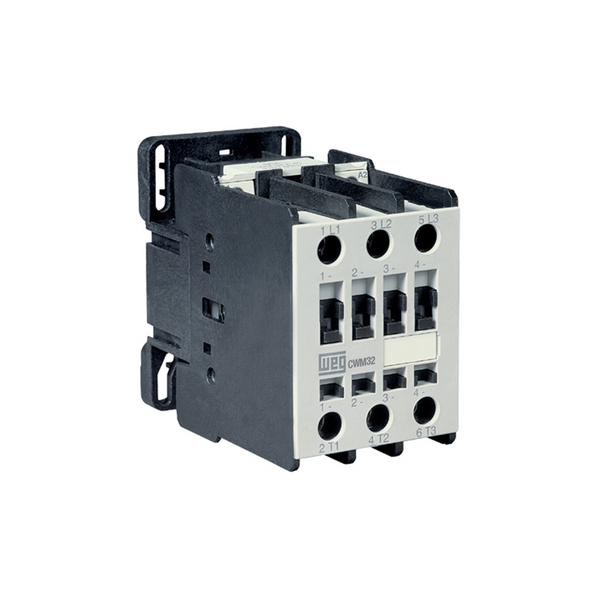 A2
1 L1 3 L2 5 L3
1 - 2 - 3 - 4 -
WEG CWM32
1 - 2 - 3 - 4 -
2 T1 4 T2 6 T3